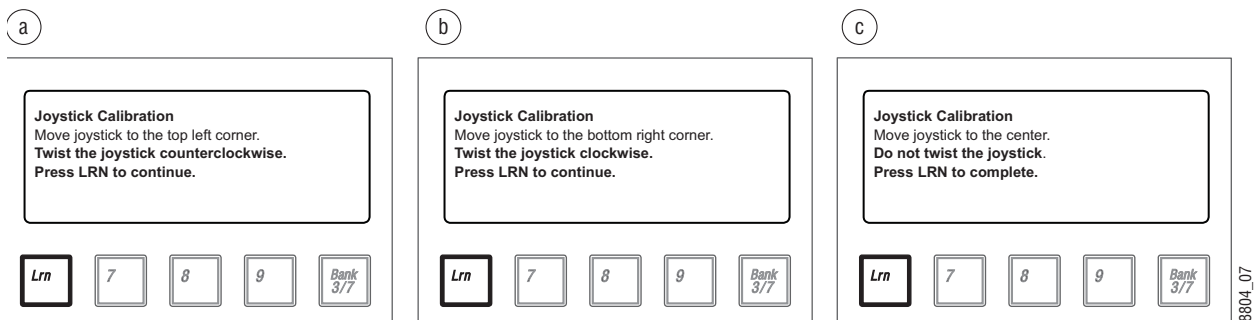 a
Joystick Calibration
Move joystick to the top left corner.
Twist the joystick counterclockwise.
Press LRN to continue.
Lrn
7
8
9
Bank
3/7
b
Joystick Calibration
Move joystick to the bottom right corner.
Twist the joystick clockwise.
Press LRN to continue.
Lrn
7
8
9
Bank
3/7
c
Joystick Calibration
Move joystick to the center.
Do not twist the joystick.
Press LRN to complete.
Lrn
7
8
9
Bank
3/7
8804_07